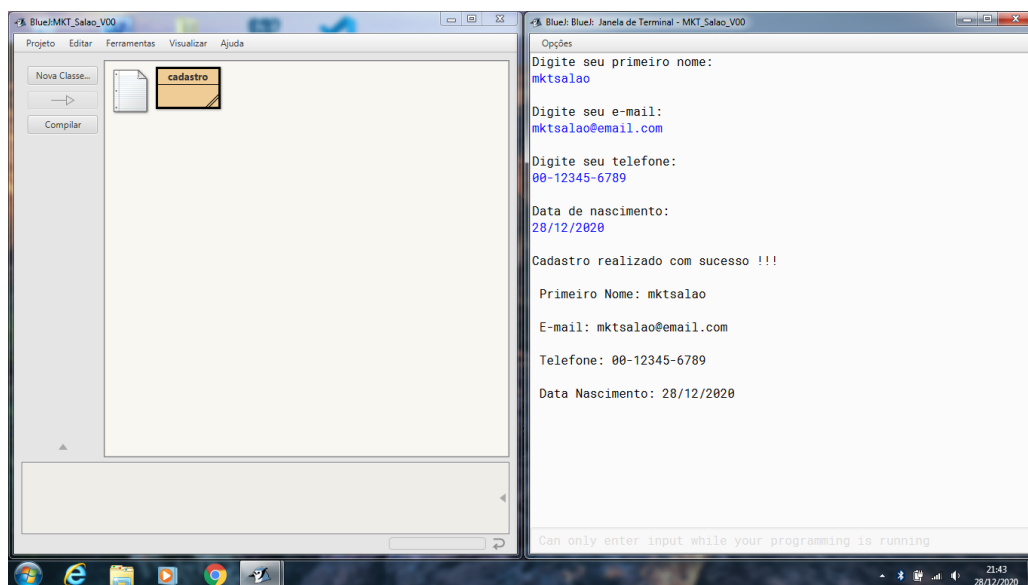 BlueJ:MKT_Salao_V00
Projeto Editar Ferramentas Visualizar Ajuda
Nova Classe...
Compilar
cadastro
BlueJ: BlueJ: Janela de Terminal - MKT_Salao_V00
Opções
Digite seu primeiro nome:
mktsalao
Digite seu e-mail:
mktsalao@email.com
Digite seu telefone:
00-12345-6789
Data de nascimento:
28/12/2020
Cadastro realizado com sucesso !!!
Primeiro Nome: mktsalao
E-mail: mktsalao@email.com
Telefone: 00-12345-6789
Data Nascimento: 28/12/2020
Can only enter input while your programming is running
21:43
28/12/2020